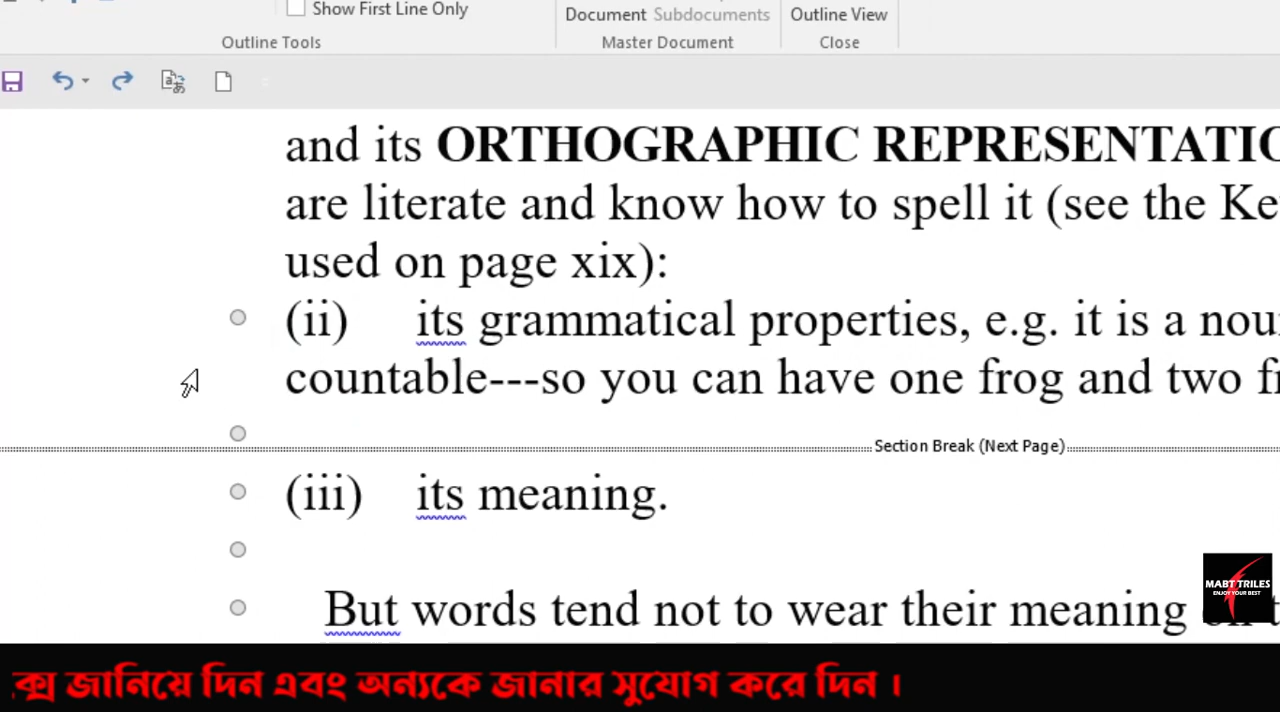 Show First Line Only
Document Subdocuments
Outline View
Outline Tools
Master Document
Close
and its ORTHOGRAPHIC
are literate and know how to spell it (see the
used on page xix):
(ii) its grammatical properties, e.g. it is a
countable---so you can have one frog and two
Section Break (Next Page)
(iii) its meaning.
But words tend not to wear their meaning
MABT TRILES
ENJOY YOUR BEST
জানিয়ে দিন এবং অন্যকে জানার সুযোগ করে দিন ।